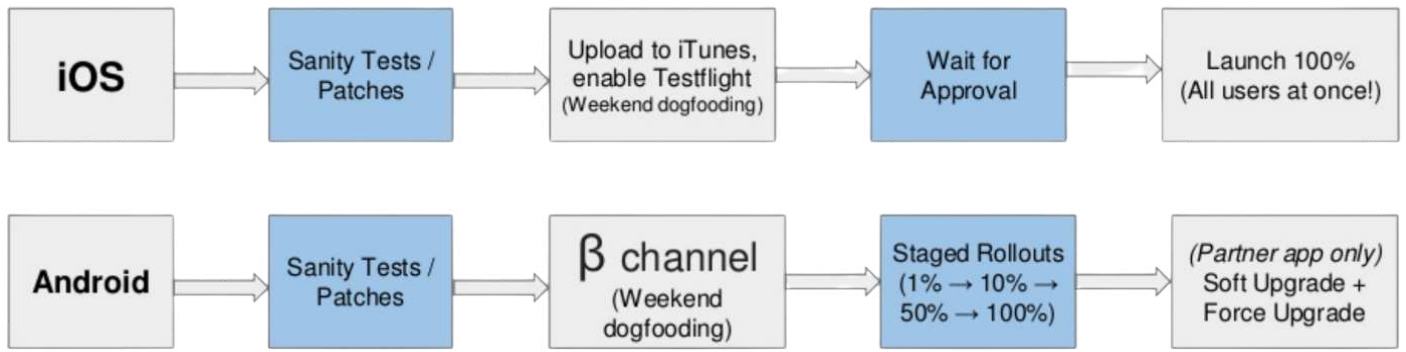 iOS
Sanity Tests /
Patches
Upload to iTunes,
enable Testflight
(Weekend dogfooding)
Wait for
Approval
Launch 100%
(All users at once!)
Android
Sanity Tests /
Patches
β channel
(Weekend
dogfooding)
Staged Rollouts
(1% → 10% →
50% → 100%)
(Partner app only)
Soft Upgrade +
Force Upgrade